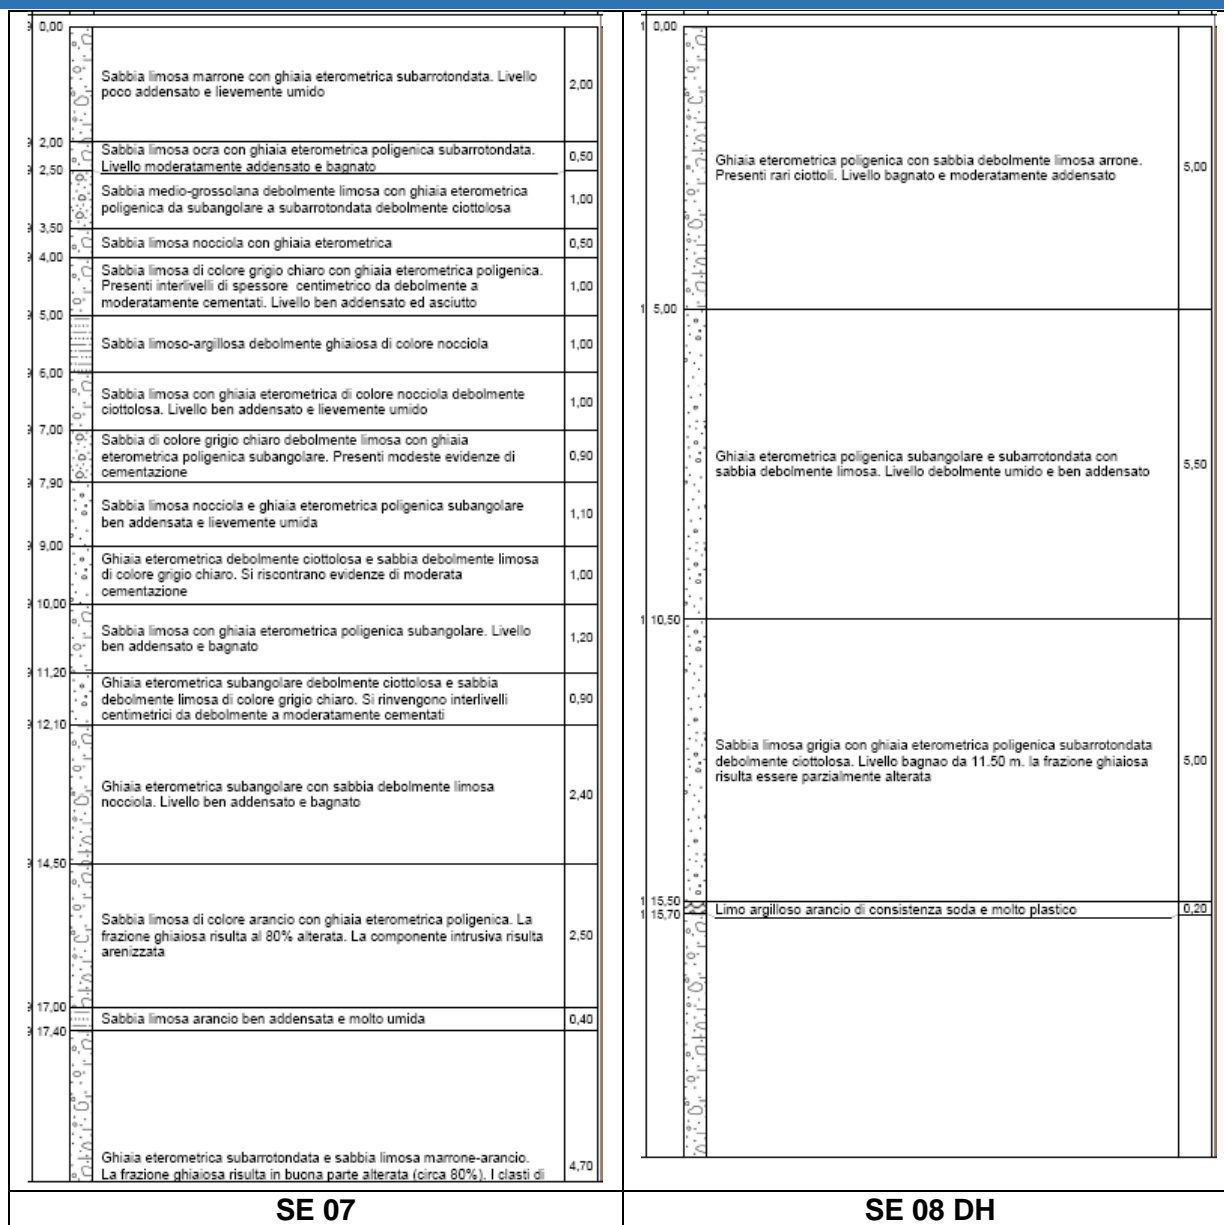 0,00
Sabbia limosa marrone con ghiaia eterometrica subarrotondata. Livello
poco addensato e lievemente umido
2,00
2,00
Sabbia limosa ocra con ghiaia eterometrica poligenica subarrotondata.
Livello moderatamente addensato e bagnato
0,50
2,50
Sabbia medio-grossolana debolmente limosa con ghiaia eterometrica
poligenica da subangolare a subarrotondata debolmente ciottolosa
1,00
3,50
Sabbia limosa nocciola con ghiaia eterometrica
0,50
4,00
Sabbia limosa di colore grigio chiaro con ghiaia eterometrica poligenica.
Presenti interlivelli di spessore centimetrico da debolmente a
moderatamente cementati. Livello ben addensato ed asciutto
1,00
5,00
Sabbia limoso-argillosa debolmente ghiaiosa di colore nocciola
1,00
6,00
Sabbia limosa con ghiaia eterometrica di colore nocciola debolmente
ciottolosa. Livello ben addensato e lievemente umido
1,00
7,00
Sabbia di colore grigio chiaro debolmente limosa con ghiaia
eterometrica poligenica subangolare. Presenti modeste evidenze di
cementazione
0,90
7,90
Sabbia limosa nocciola e ghiaia eterometrica poligenica subangolare
ben addensata e lievemente umida
1,10
9,00
Ghiaia eterometrica debolmente ciottolosa e sabbia debolmente limosa
di colore grigio chiaro. Si riscontrano evidenze di moderata
cementazione
1,00
10,00
Sabbia limosa con ghiaia eterometrica poligenica subangolare. Livello
ben addensato e bagnato
1,20
11,20
Ghiaia eterometrica subangolare debolmente ciottolosa e sabbia
debolmente limosa di colore grigio chiaro. Si rinvengono interlivelli
centimetrici da debolmente a moderatamente cementati
0,90
12,10
Ghiaia eterometrica subangolare con sabbia debolmente limosa
nocciola. Livello ben addensato e bagnato
2,40
14,50
Sabbia limosa di colore arancio con ghiaia eterometrica poligenica. La
frazione ghiaiosa risulta al 80% alterata. La componente intrusiva risulta
arenizzata
2,50
17,00
Sabbia limosa arancio ben addensata e molto umida
0,40
17,40
Ghiaia eterometrica subarrotondata e sabbia limosa marrone-arancio.
La frazione ghiaiosa risulta in buona parte alterata (circa 80%). I clasti di
4,70
SE 07
0,00
Ghiaia eterometrica poligenica con sabbia debolmente limosa arrone.
Presenti rari ciottoli. Livello bagnato e moderatamente addensato
5,00
5,00
Ghiaia eterometrica poligenica subangolare e subarrotondata con
sabbia debolmente limosa. Livello debolmente umido e ben addensato
5,50
10,50
Sabbia limosa grigia con ghiaia eterometrica poligenica subarrotondata
debolmente ciottolosa. Livello bagnao da 11.50 m. la frazione ghiaiosa
risulta essere parzialmente alterata
5,00
15,50
Limo argilloso arancio di consistenza soda e molto plastico
0,20
15,70
SE 08 DH